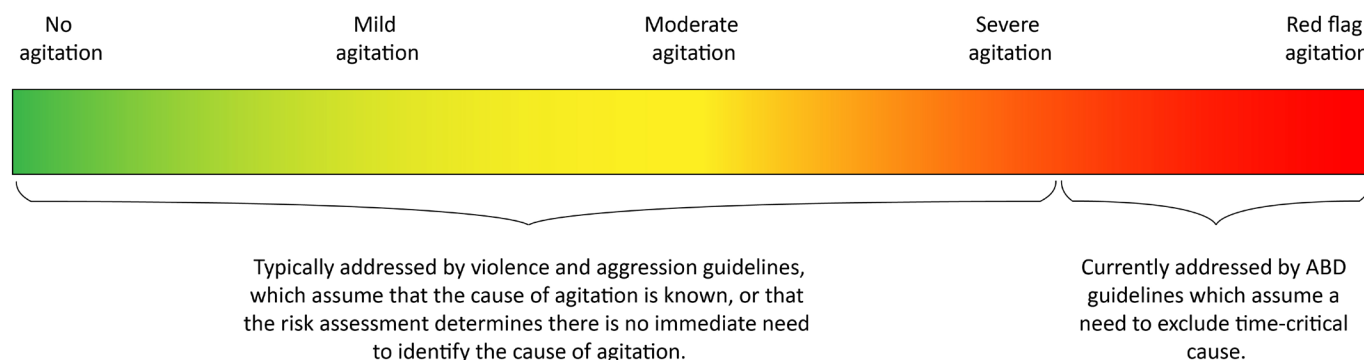 No
agitation
Mild
agitation
Moderate
agitation
Severe
agitation
Red flag
agitation
Typically addressed by violence and aggression guidelines,
which assume that the cause of agitation is known, or that
the risk assessment determines there is no immediate need
to identify the cause of agitation.
Currently addressed by ABD
guidelines which assume a
need to exclude time-critical
cause.